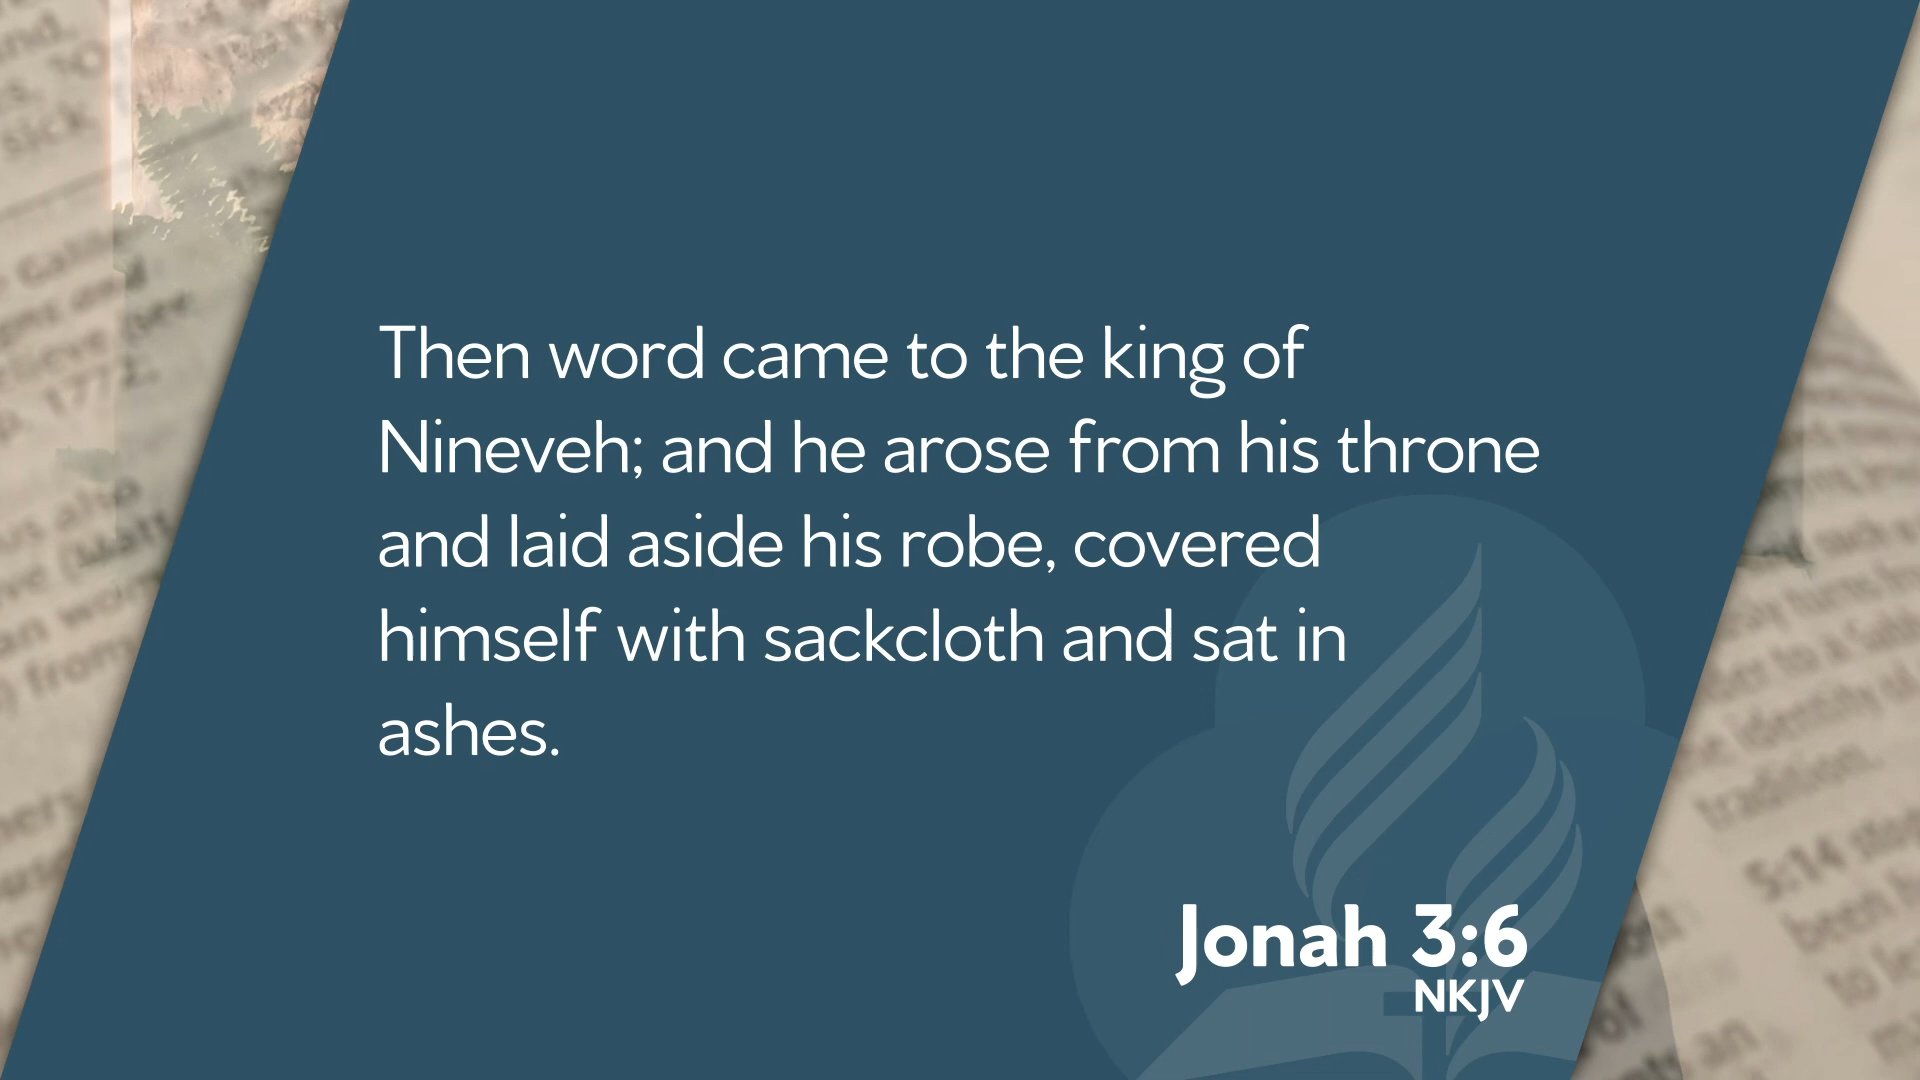 Then word came to the king of
Nineveh; and he arose from his throne
and laid aside his robe, covered
himself with sackcloth and sat in
ashes.
Jonah 3:6
NKJV